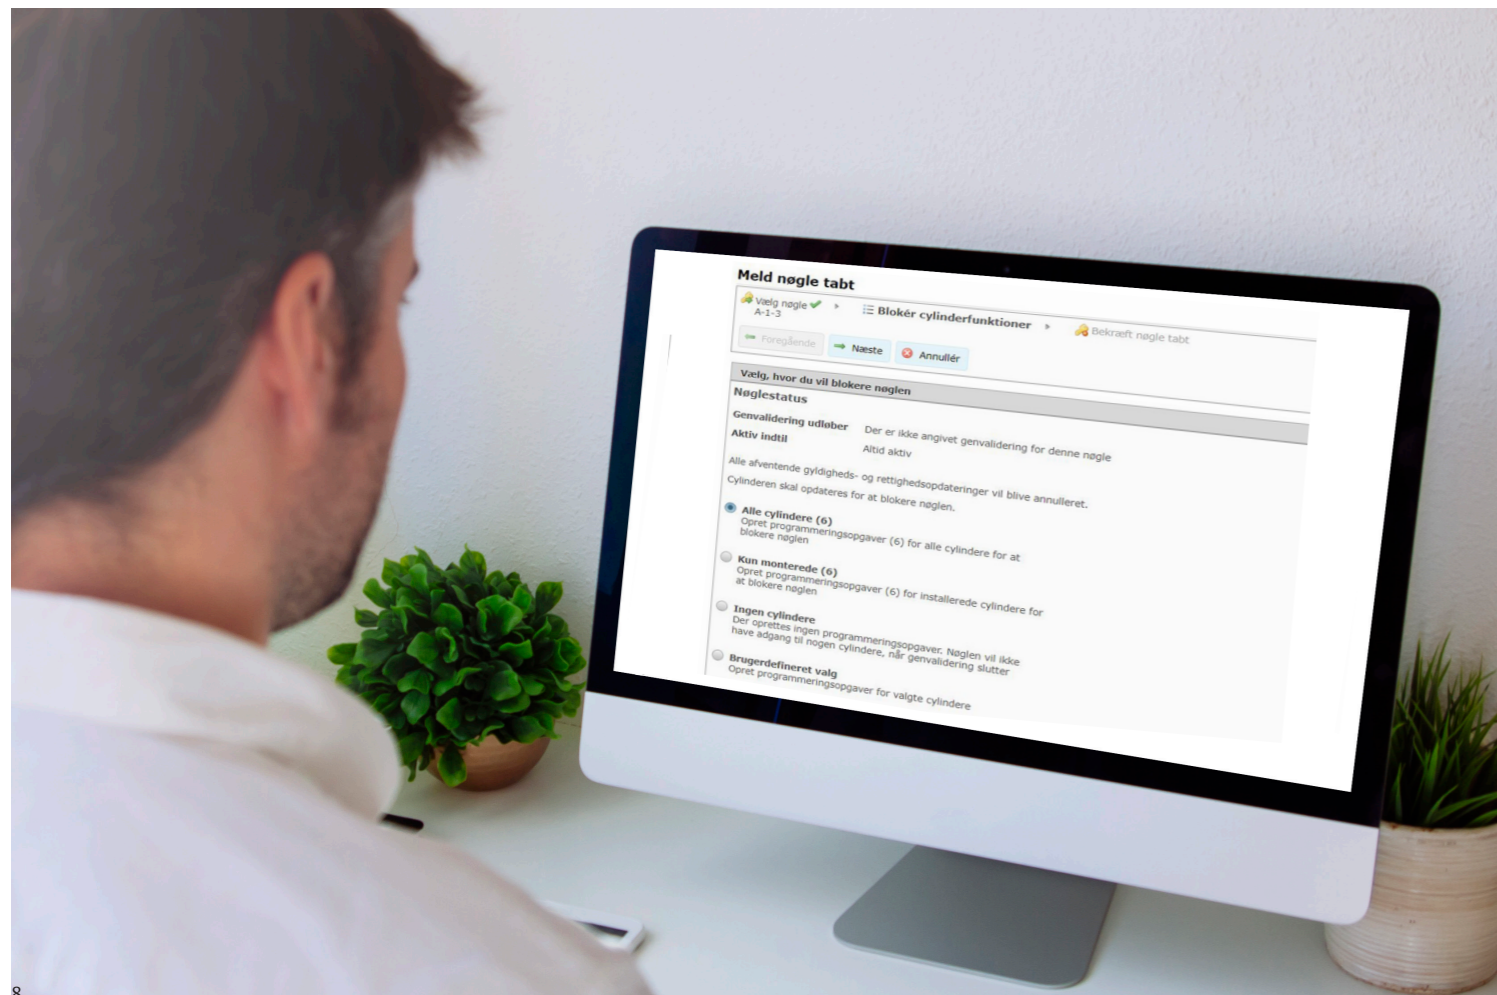 Meld nøgle tabt
Vælg nøgle
A-1-3
Blokér cylinderfunktioner
Bekræft nøgle tabt
Foregående
Næste
Annullér
Vælg, hvor du vil blokere nøglen
Nøglestatus
Genvalidering udløber Der er ikke angivet genvalidering for denne nøgle
Aktiv indtil Altid aktiv
Alle afventende gyldigheds- og rettighedsopdateringer vil blive annulleret.
Cylinderen skal opdateres for at blokere nøglen.
Alle cylindere (6)
Opret programmeringsopgaver (6) for alle cylindere for at
blokere nøglen
Kun monterede (6)
Opret programmeringsopgaver (6) for installerede cylindere for
at blokere nøglen
Ingen cylindere
Der oprettes ingen programmeringsopgaver. Nøglen vil ikke
have adgang til nogen cylindere, når genvalidering slutter
Brugerdefineret valg
Opret programmeringsopgaver for valgte cylindere
8